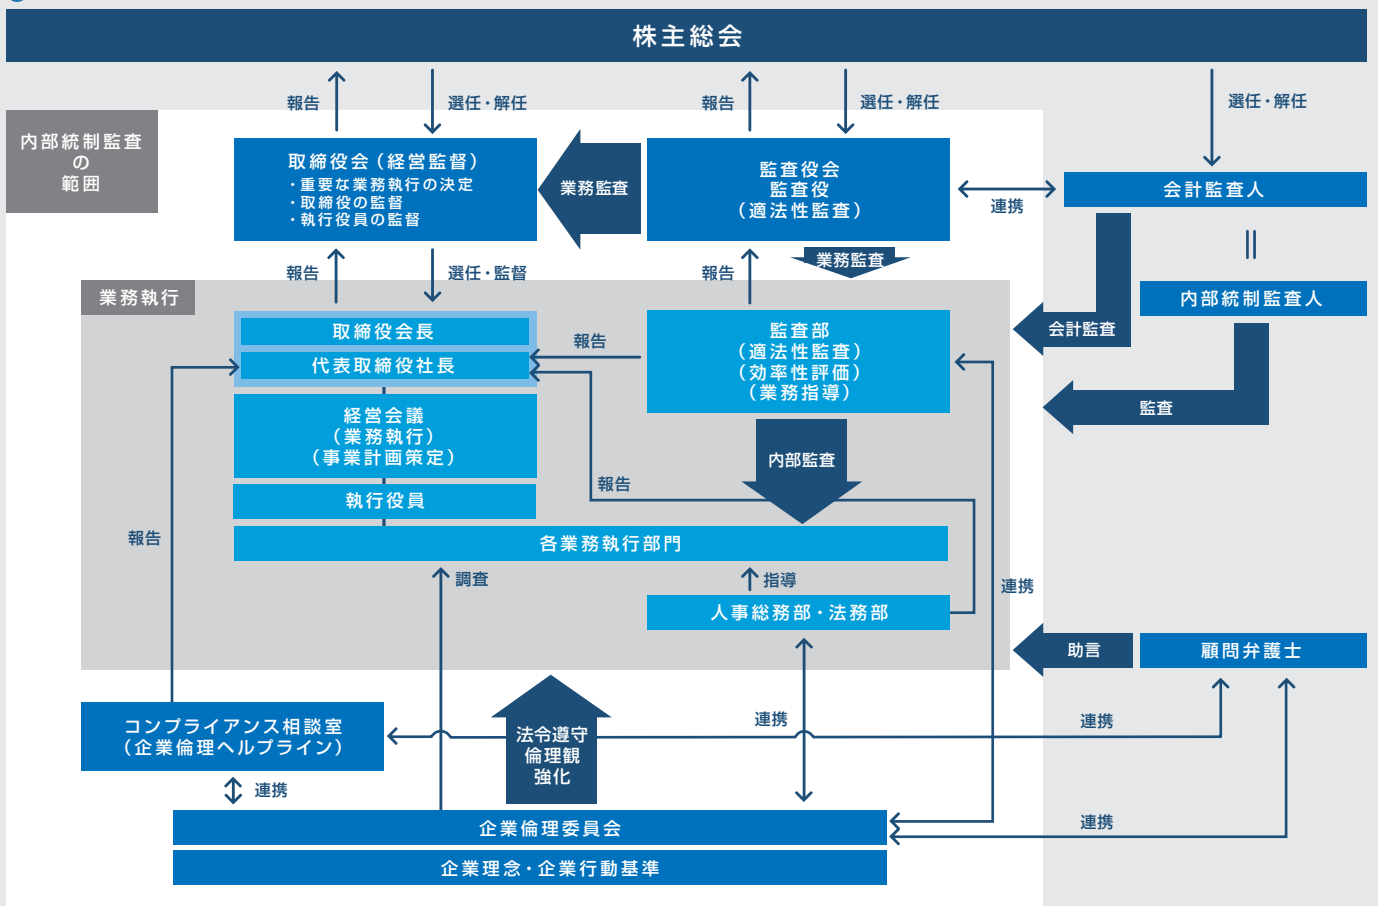 株主総会
報告
選任・解任
報告
選任・解任
選任・解任
内部統制監査
の
範囲
取締役会（経営監督）
・重要な業務執行の決定
・取締役の監督
・執行役員の監督
業務監査
監査役会
監査役
（適法性監査）
連携
会計監査人
報告
選任・監督
報告
業務監査
||
内部統制監査人
業務執行
取締役会長
代表取締役社長
報告
監査部
（適法性監査）
（効率性評価）
（業務指導）
会計監査
監査
経営会議
（業務執行）
（事業計画策定）
内部監査
報告
執行役員
報告
各業務執行部門
調査
指導
連携
人事総務部・法務部
助言
顧問弁護士
コンプライアンス相談室
（企業倫理ヘルプライン）
法令遵守
倫理観
強化
連携
連携
連携
連携
企業倫理委員会
企業理念・企業行動基準